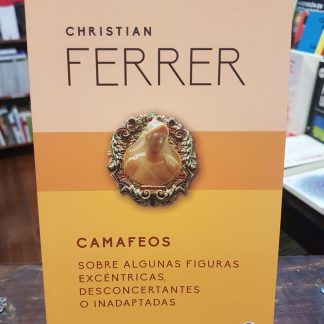 CHRISTIAN
FERRER
CAMAFEOS
SOBRE ALGUNAS FIGURAS
EXCÉNTRICAS,
DESCONCERTANTES
O INADAPTADAS